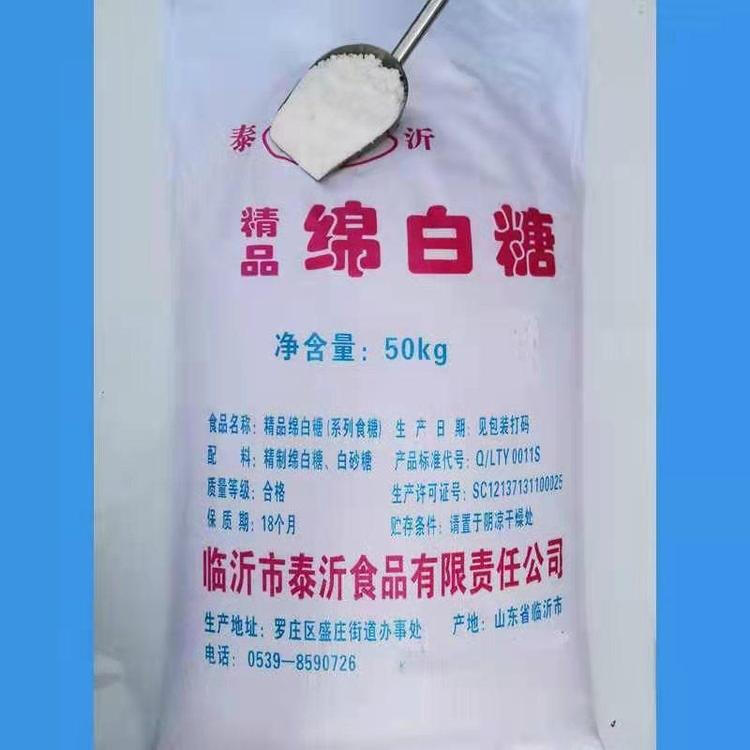 泰 沂
精品 绵白糖
净含量：50kg
食品名称：精品绵白糖(系列食糖) 生产日期：见包装打码
配 料：精制绵白糖、白砂糖 产品标准代号：Q/LTY 0011S
质量等级：合格 生产许可证号：SC12137131100025
保质期：18个月 贮存条件：请置于阴凉干燥处
临沂市泰沂食品有限责任公司
生产地址：罗庄区盛庄街道办事处 产地：山东省临沂市
电话：0539-8590726